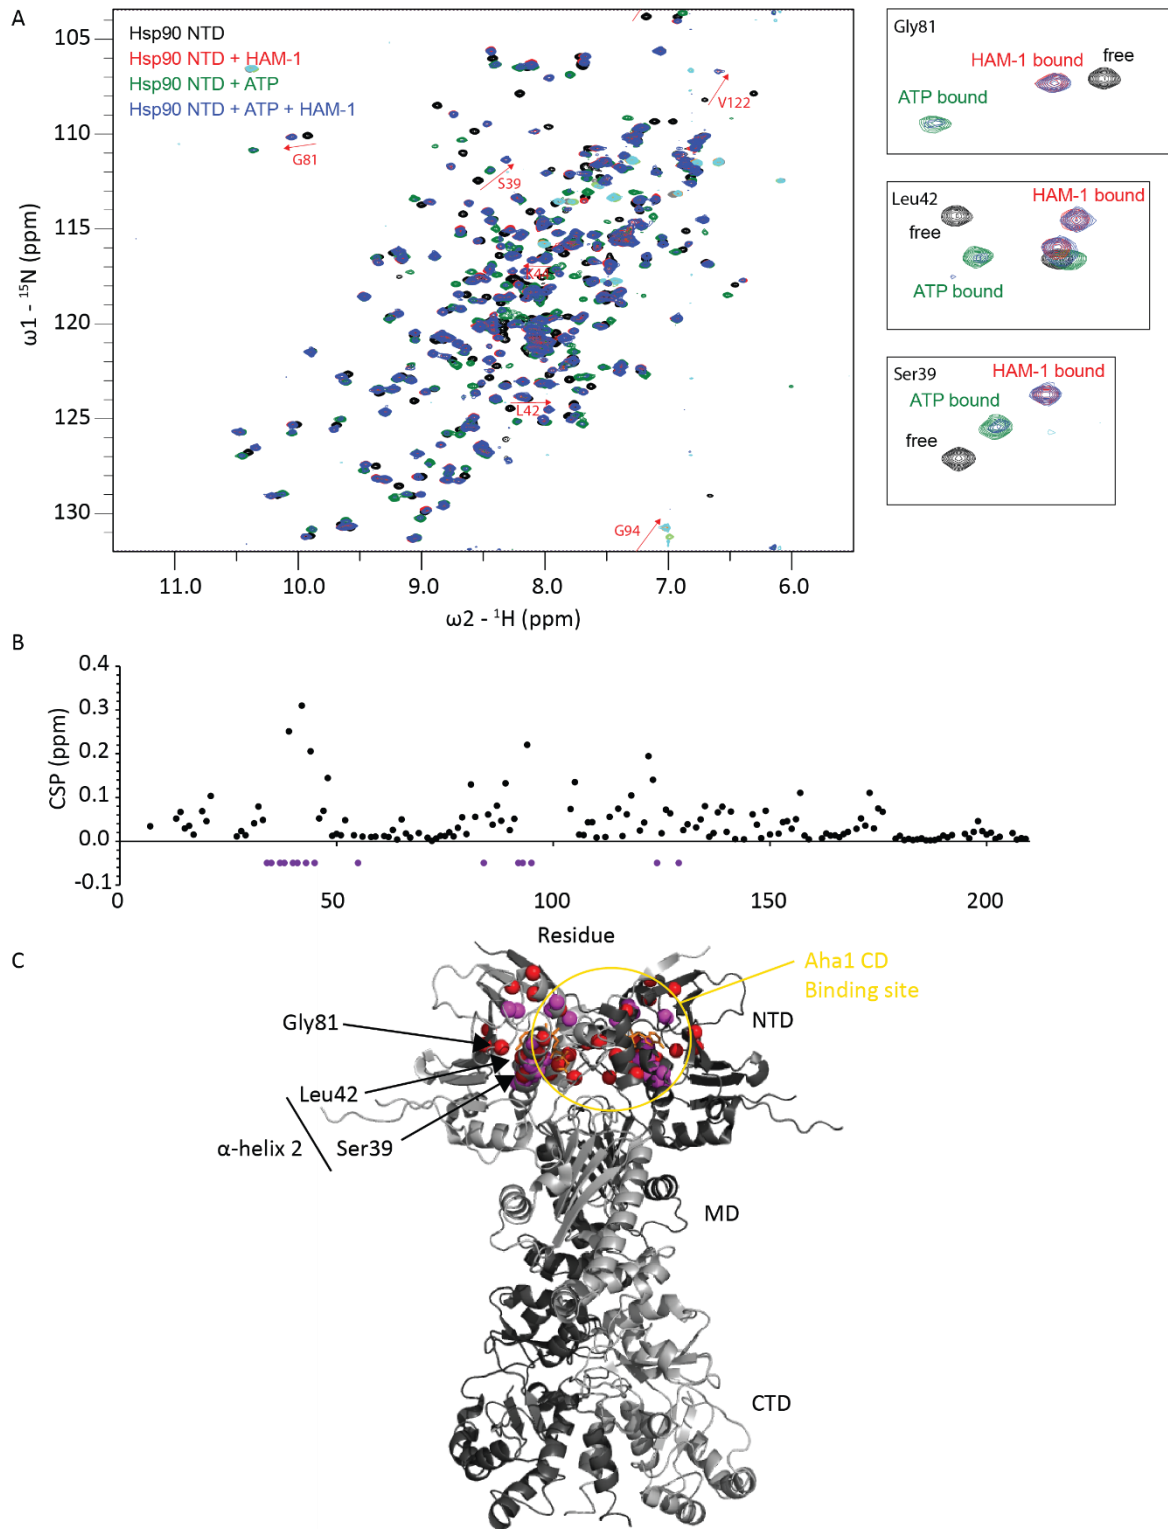 A
Hsp90 NTD
Hsp90 NTD + HAM-1
Hsp90 NTD + ATP
Hsp90 NTD + ATP + HAM-1
105
110
115
120
125
130
ω1 - ¹⁵N (ppm)
11.0 10.0 9.0 8.0 7.0 6.0
ω2 - ¹H (ppm)
V122
G81
S39
L42
G94
Gly81
HAM-1 bound
free
ATP bound
Leu42
HAM-1 bound
free
ATP bound
Ser39
HAM-1 bound
ATP bound
free
B
0.4
0.3
0.2
0.1
0.0
-0.1
CSP (ppm)
0 50 100 150 200
Residue
C
Aha1 CD
Binding site
NTD
Gly81
Leu42
α-helix 2
Ser39
MD
CTD